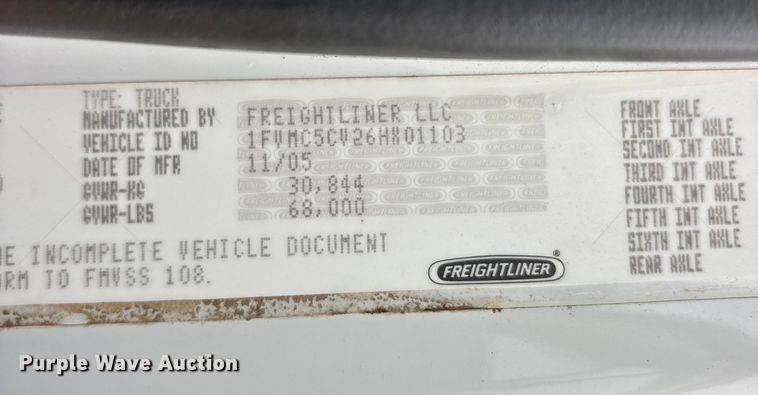 TYPE: TRUCK
MANUFACTURED BY FREIGHTLINER LLC
VEHICLE ID NO 1FVMC5CV26HX01103
DATE OF MFR 11/05
GVWR-KG 30,844
GVWR-LBS 68,000
INCOMPLETE VEHICLE DOCUMENT
TO FMVSS 108.
FREIGHTLINER®
FRONT AXLE
FIRST INT AXLE
SECOND INT AXLE
THIRD INT AXLE
FOURTH INT AXLE
FIFTH INT AXLE
SIXTH INT AXLE
REAR AXLE
Purple Wave Auction